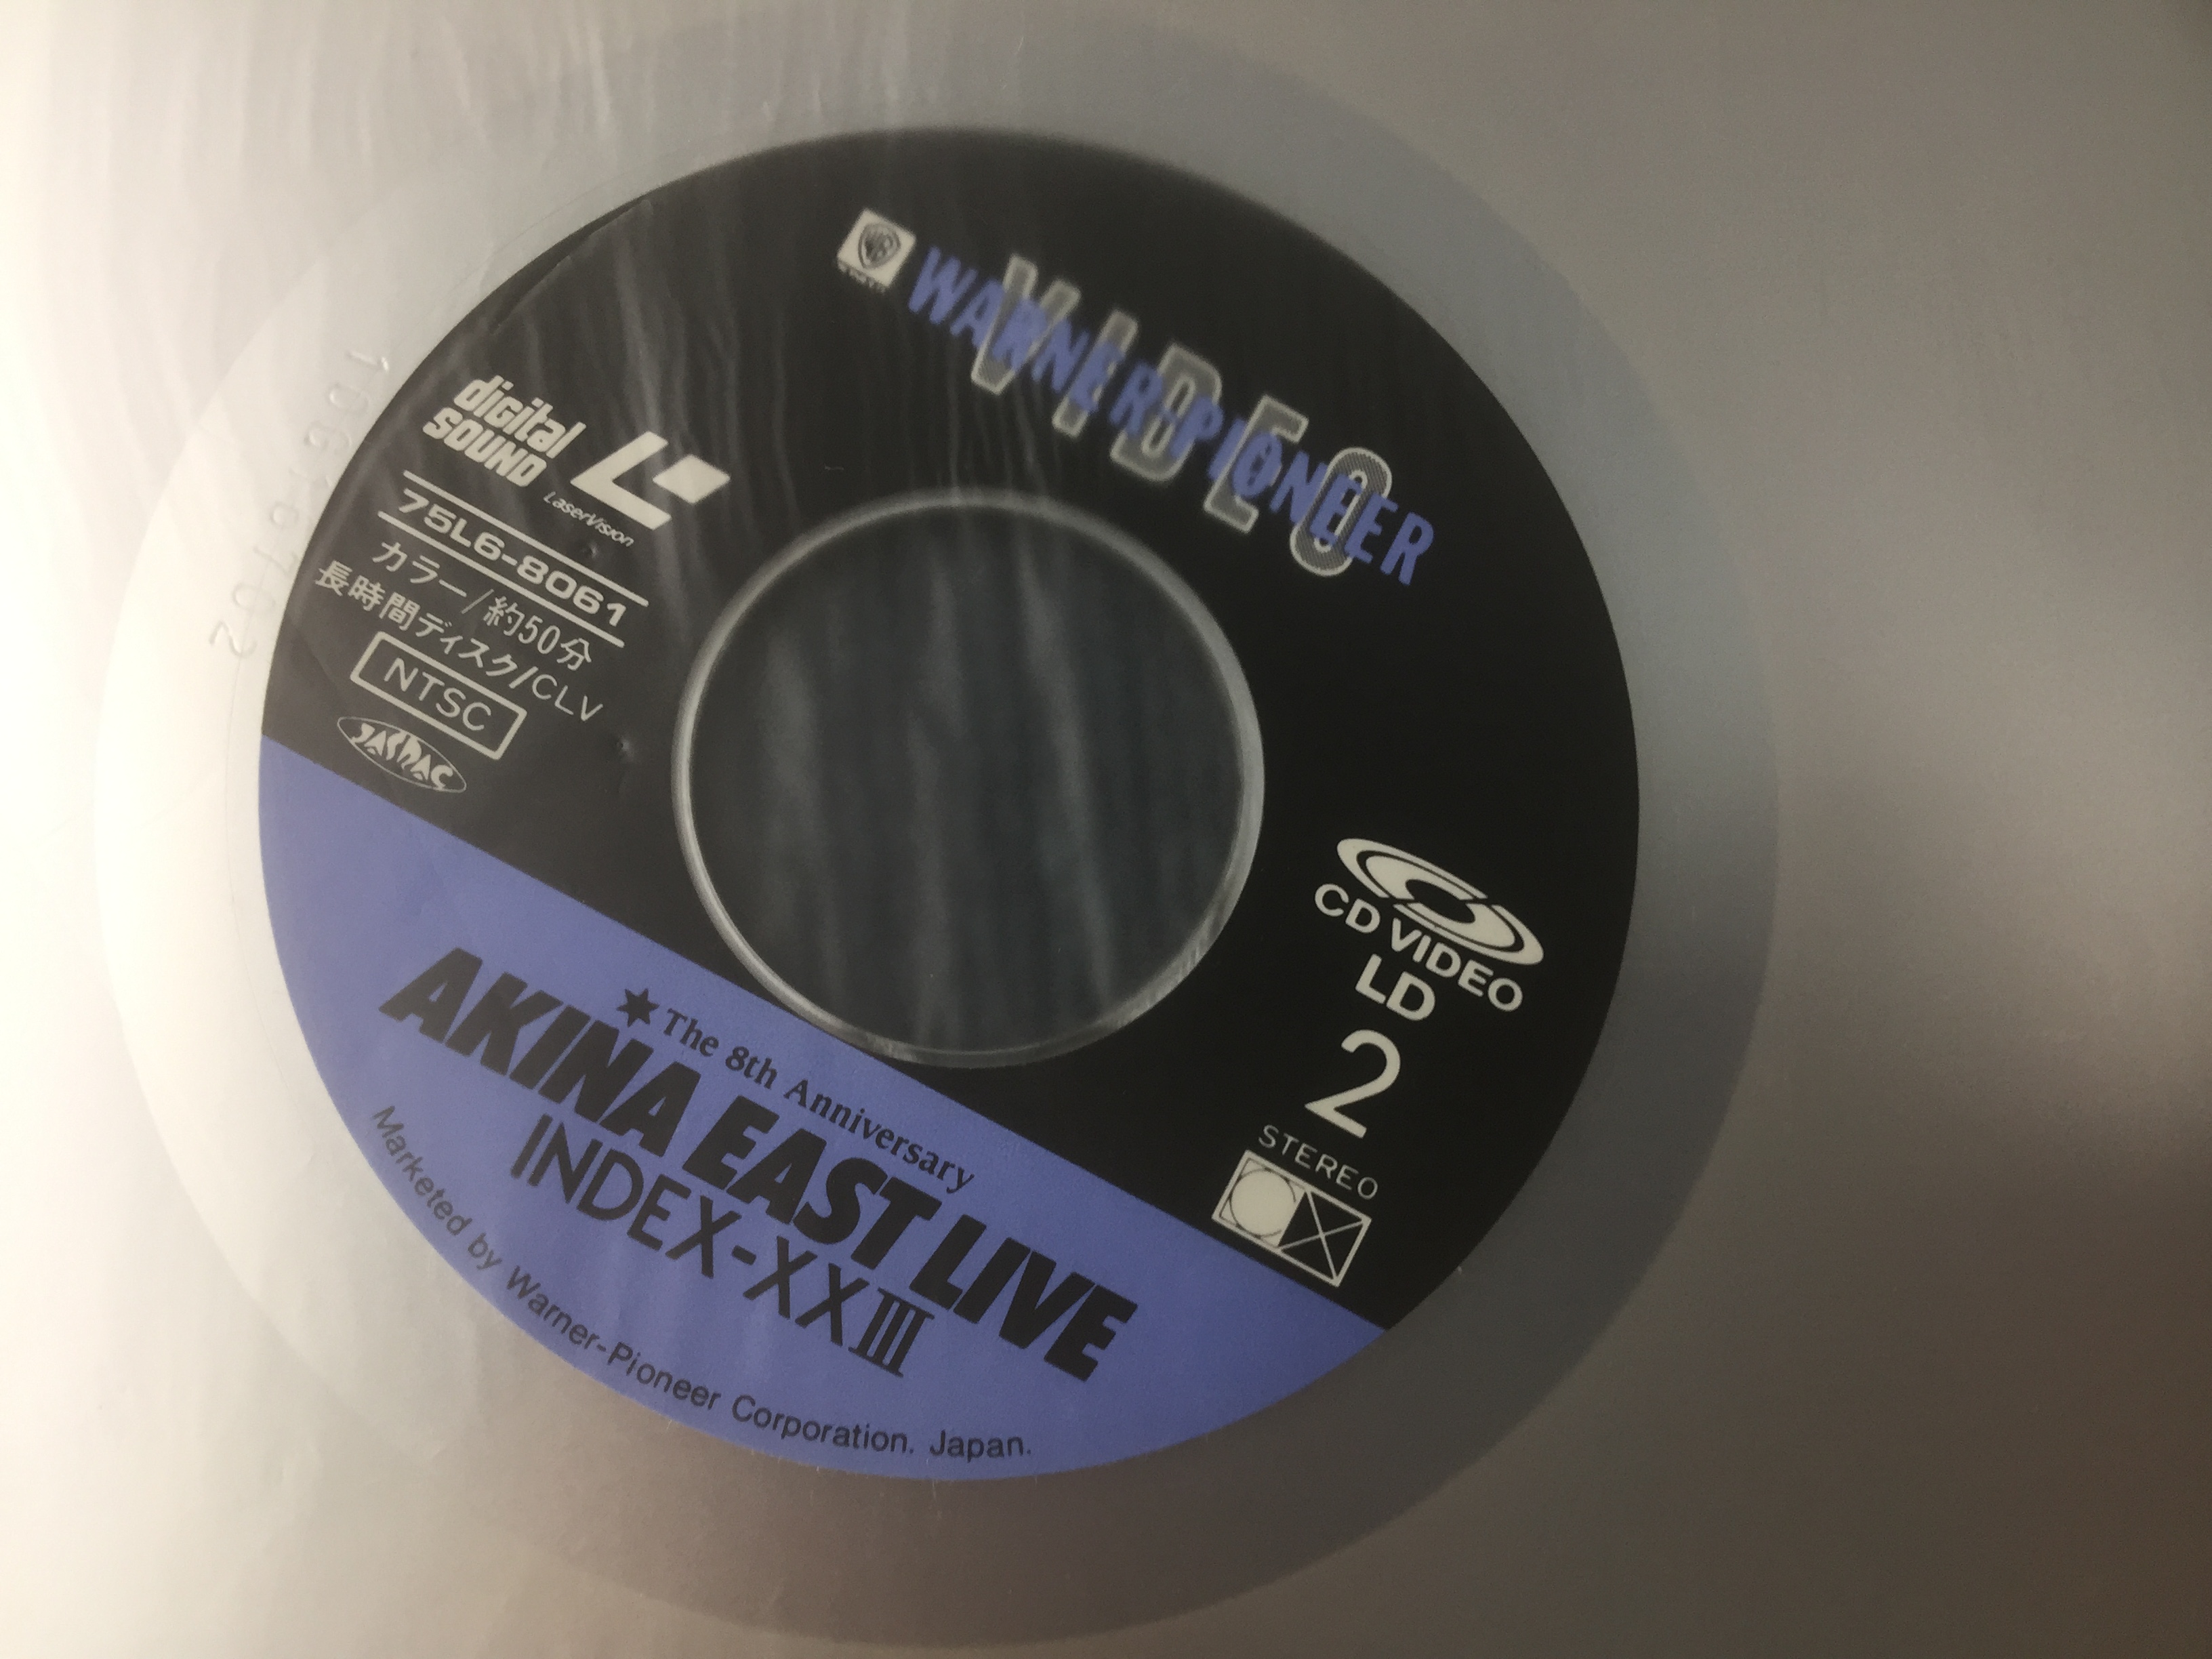 WARNER-PIONEER
VIDEO
digital
SOUND
LaserVision
75L6-8061
カラー/約50分
長時間ディスク/CLV
NTSC
JASRAC
CD VIDEO
LD
2
STEREO
The 8th Anniversary
AKINA EAST LIVE
INDEX-XXIII
Marketed by Warner-Pioneer Corporation. Japan.